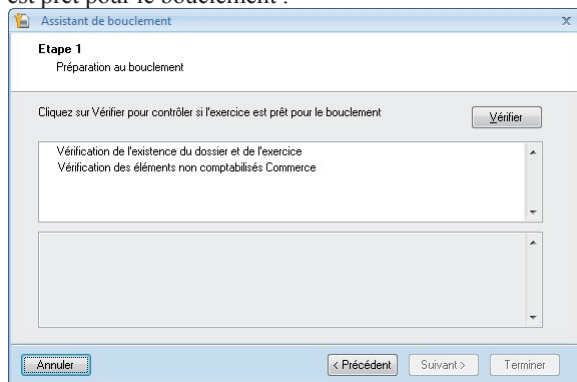 est prêt pour le bouclement :
Assistant de bouclement
x
Etape 1
Préparation au bouclement
Cliquez sur Vérifier pour contrôler si l'exercice est prêt pour le bouclement
Vérifier
Vérification de l'existence du dossier et de l'exercice
Vérification des éléments non comptabilisés Commerce
Annuler
< Précédent
Suivant >
Terminer